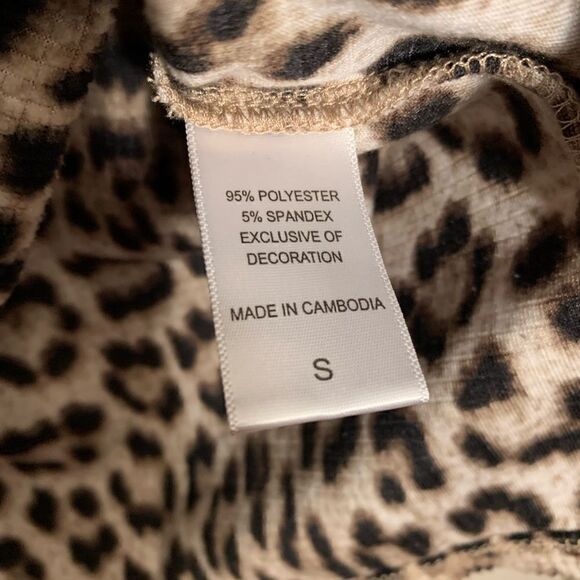 95% POLYESTER
5% SPANDEX
EXCLUSIVE OF
DECORATION
MADE IN CAMBODIA
S